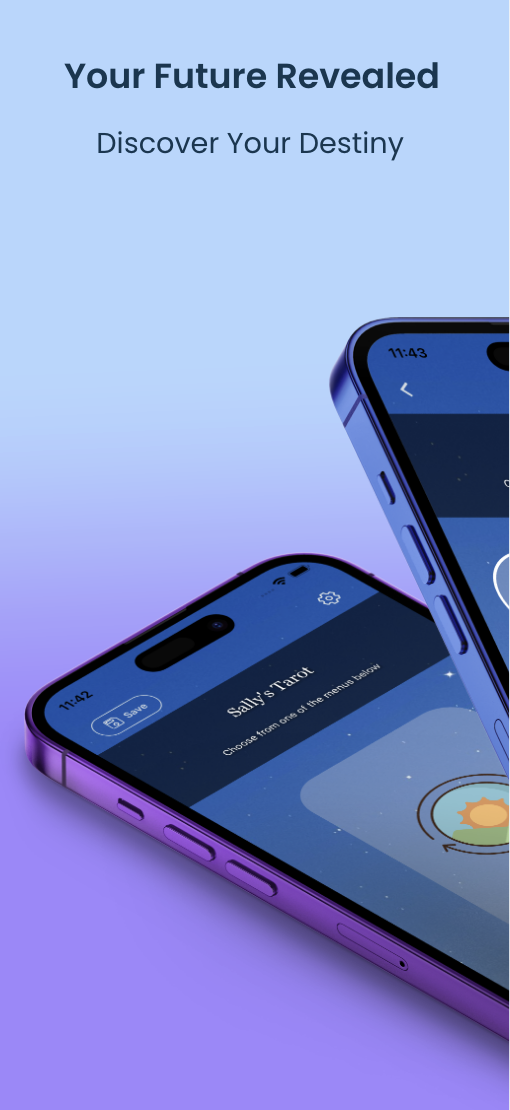 Your Future Revealed
Discover Your Destiny
11:43
11:42
Save
Sally's Tarot
Choose from one of the menus below